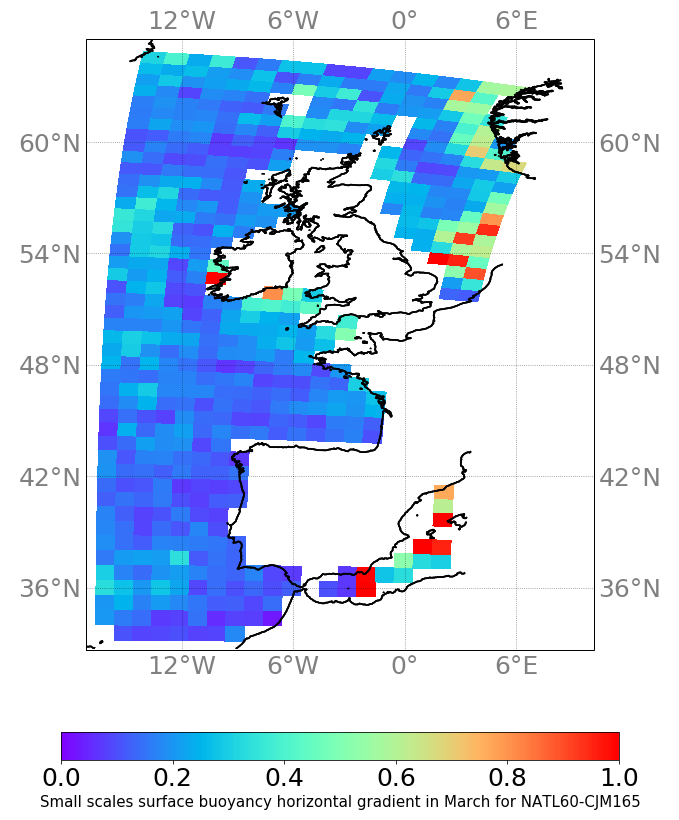 12°W 6°W 0° 6°E
60°N 60°N
54°N 54°N
48°N 48°N
42°N 42°N
36°N 36°N
12°W 6°W 0° 6°E
0.0 0.2 0.4 0.6 0.8 1.0
Small scales surface buoyancy horizontal gradient in March for NATL60-CJM165